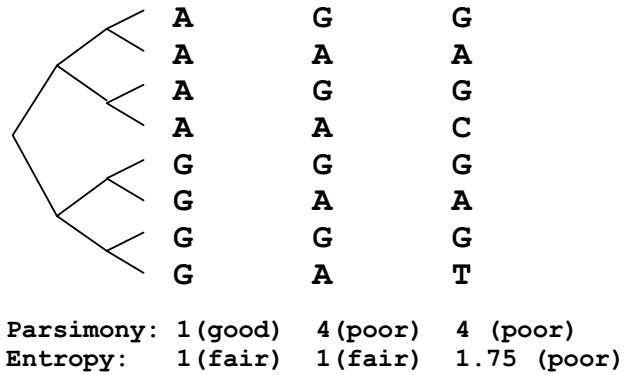 A G G
A A A
A G G
A A C
G G G
G A A
G G G
G A T
Parsimony: 1(good) 4(poor) 4 (poor)
Entropy: 1(fair) 1(fair) 1.75 (poor)